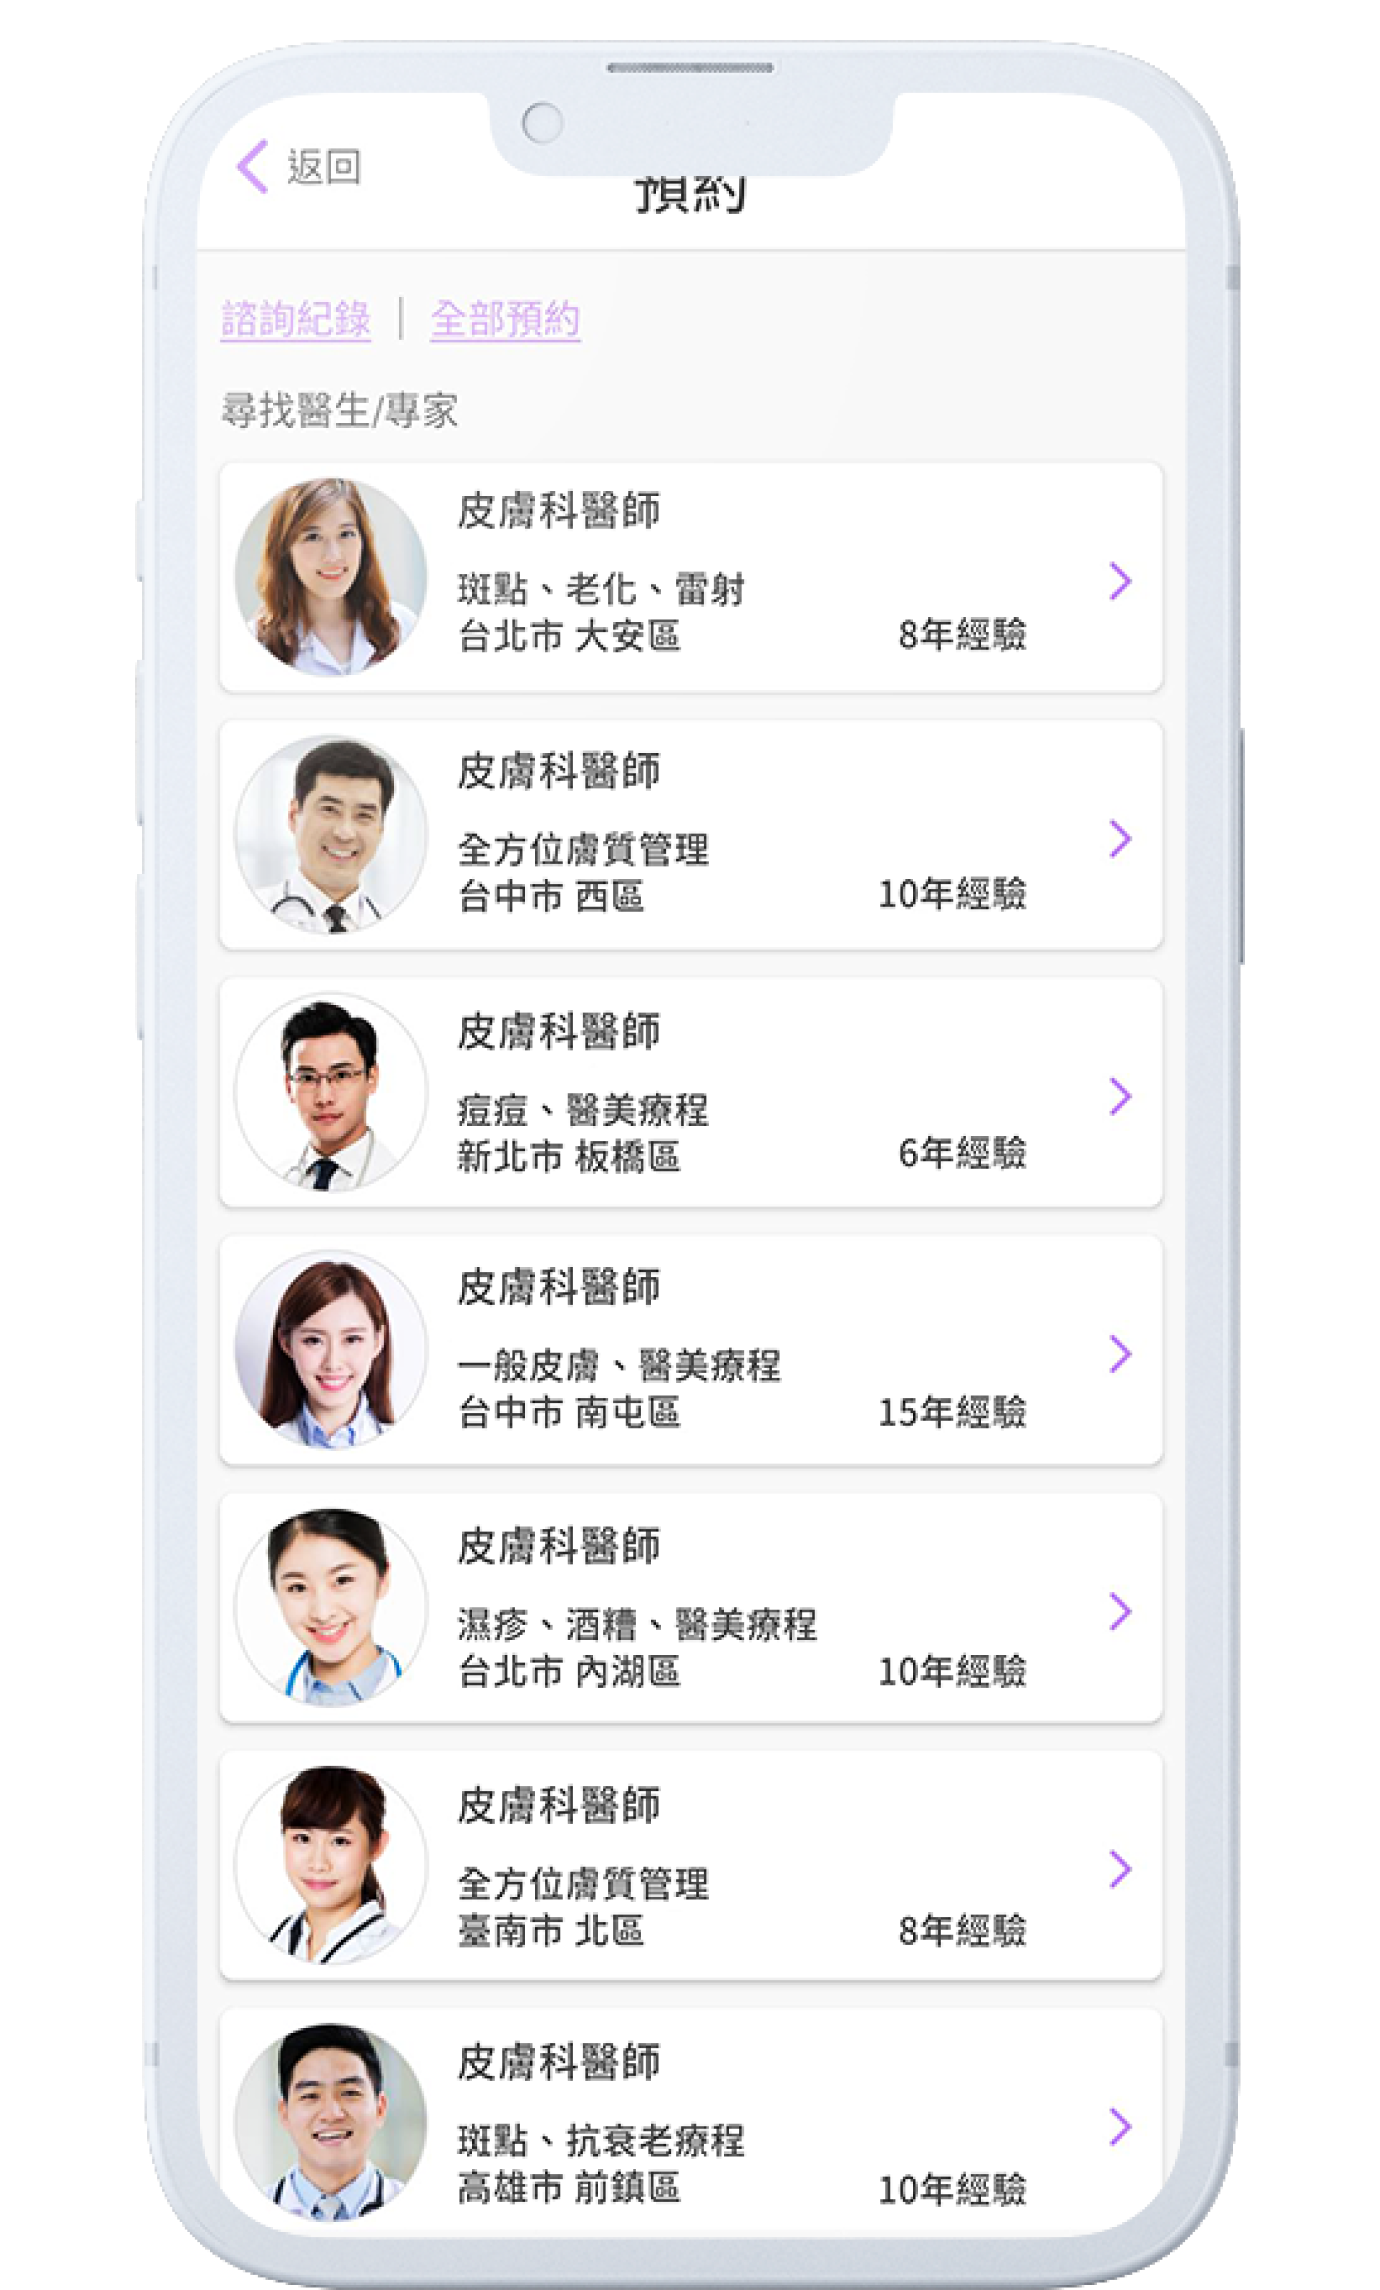 返回
預約
諮詢紀錄 | 全部預約
尋找醫生/專家
皮膚科醫師
斑點、老化、雷射
台北市 大安區 8年經驗
皮膚科醫師
全方位膚質管理
台中市 西區 10年經驗
皮膚科醫師
痘痘、醫美療程
新北市 板橋區 6年經驗
皮膚科醫師
一般皮膚、醫美療程
台中市 南屯區 15年經驗
皮膚科醫師
濕疹、酒糟、醫美療程
台北市 內湖區 10年經驗
皮膚科醫師
全方位膚質管理
臺南市 北區 8年經驗
皮膚科醫師
斑點、抗衰老療程
高雄市 前鎮區 10年經驗